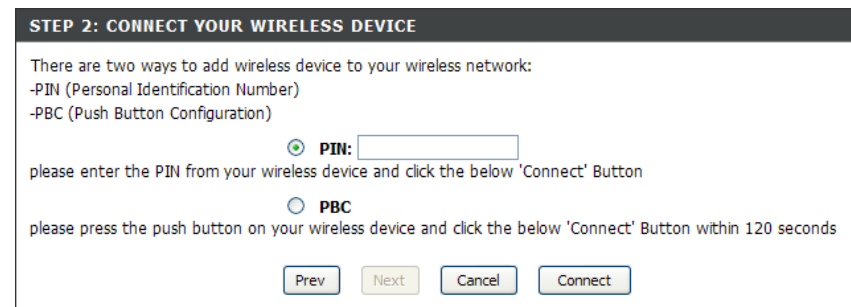 STEP 2: CONNECT YOUR WIRELESS DEVICE
There are two ways to add wireless device to your wireless network:
-PIN (Personal Identification Number)
-PBC (Push Button Configuration)
PIN:
please enter the PIN from your wireless device and click the below 'Connect' Button
PBC
please press the push button on your wireless device and click the below 'Connect' Button within 120 seconds
Prev Next Cancel Connect